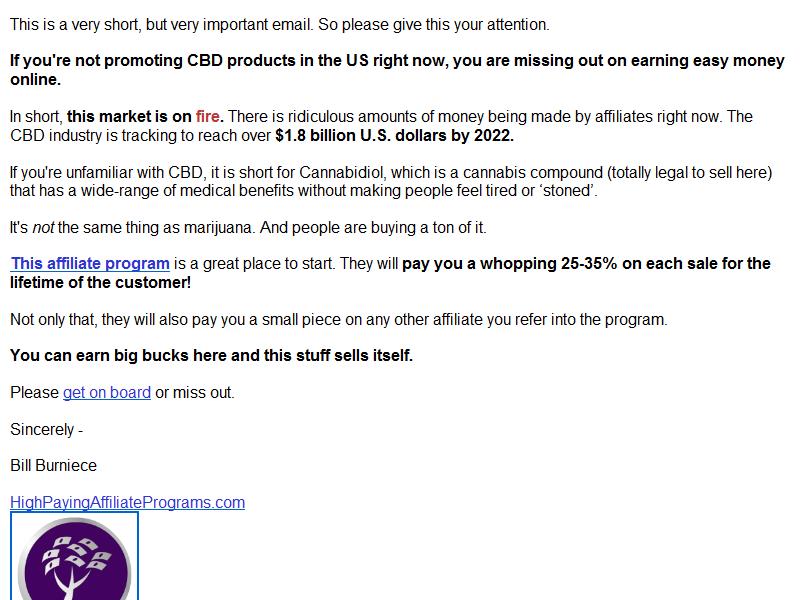 This is a very short, but very important email. So please give this your attention.
If you're not promoting CBD products in the US right now, you are missing out on earning easy money
online.
In short, this market is on fire. There is ridiculous amounts of money being made by affiliates right now. The
CBD industry is tracking to reach over $1.8 billion U.S. dollars by 2022.
If you're unfamiliar with CBD, it is short for Cannabidiol, which is a cannabis compound (totally legal to sell here)
that has a wide-range of medical benefits without making people feel tired or ‘stoned’.
It's not the same thing as marijuana. And people are buying a ton of it.
This affiliate program is a great place to start. They will pay you a whopping 25-35% on each sale for the
lifetime of the customer!
Not only that, they will also pay you a small piece on any other affiliate you refer into the program.
You can earn big bucks here and this stuff sells itself.
Please get on board or miss out.
Sincerely -
Bill Burniece
HighPayingAffiliatePrograms.com